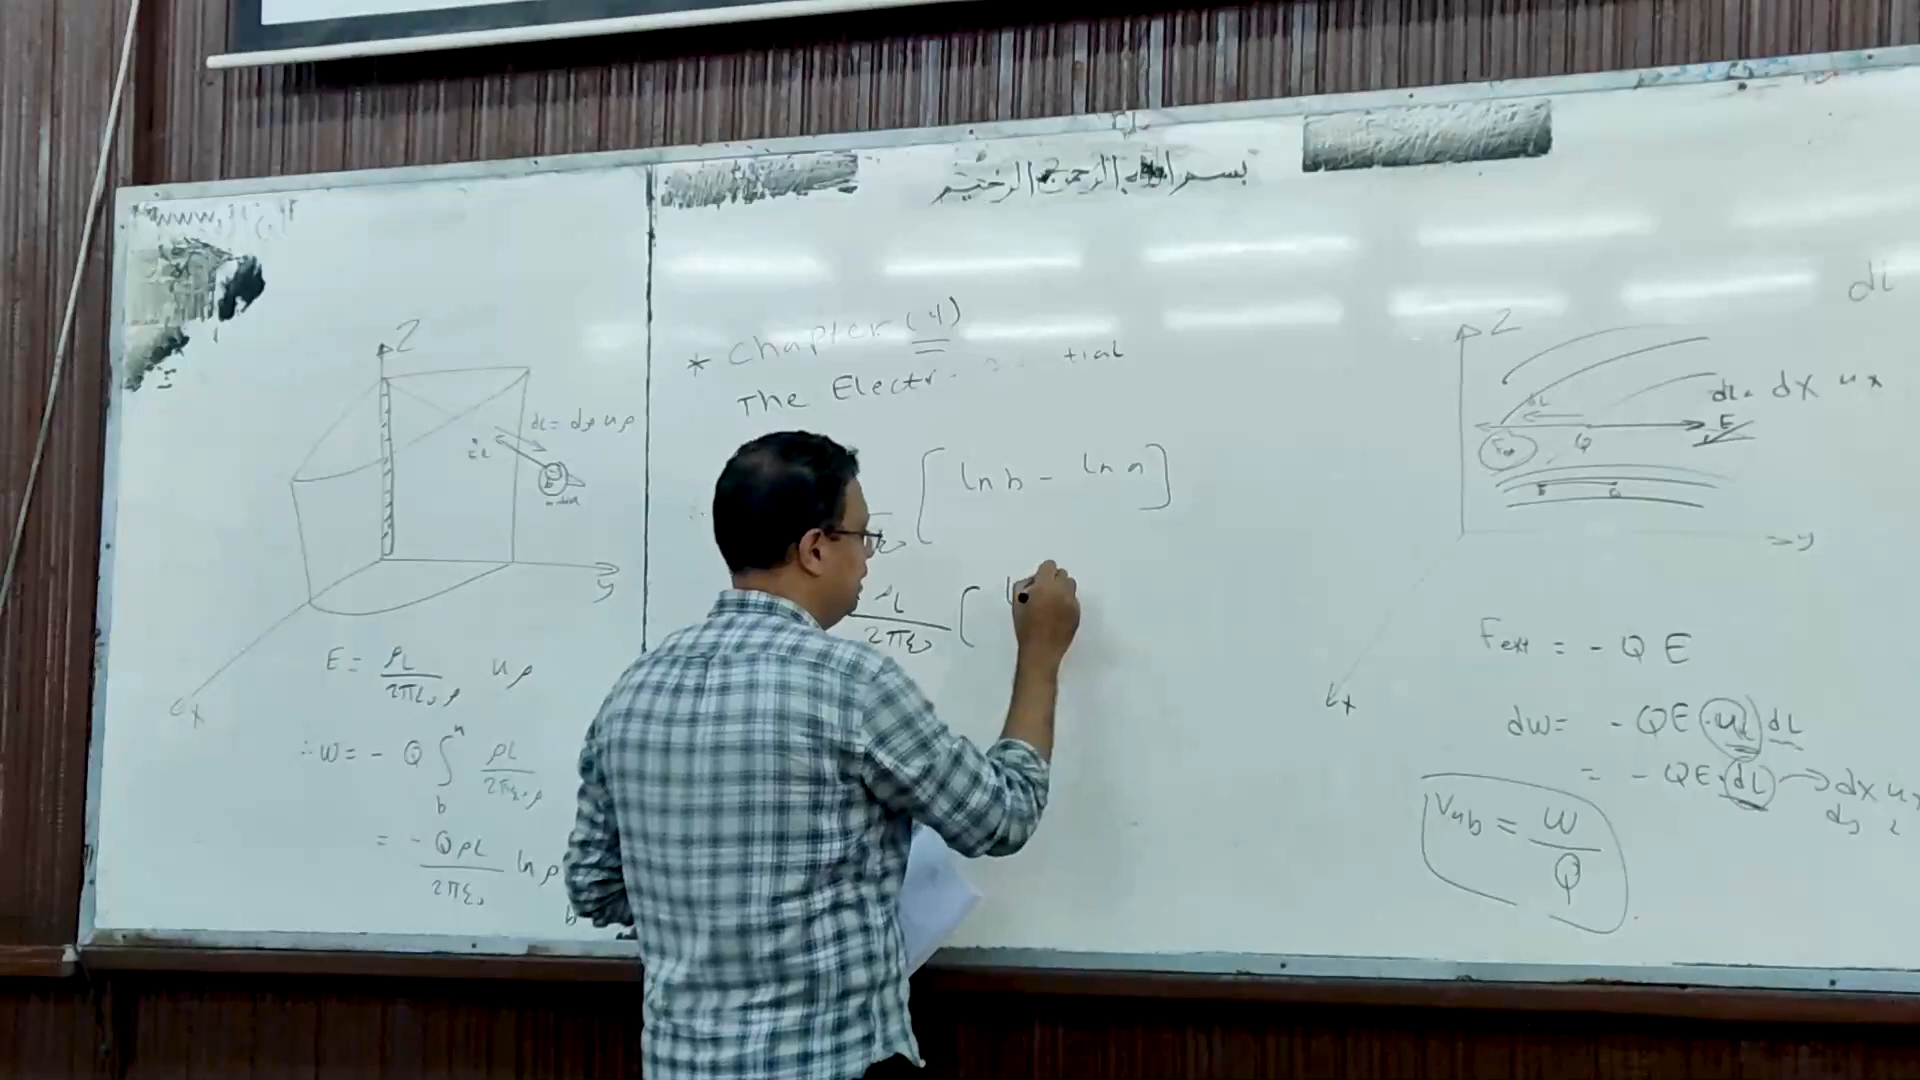 بسم الله الرحمن الرحيم
* Chapter (4)
The Electr tial
[ ln b - ln a ]
ρL
2πε₀ (
Z
dL = dρ uρ
y
x
E = ρL / 2πε₀ρ uρ
∴ W = - Q ∫ ρL / 2πε₀ρ
b
= - QρL / 2πε₀ ln ρ
b
dL
Z
dL = dX ux
dL
E
Q
y
x
Fext = - Q E
dW = - QE · uL dL
= - QE · dL → dx ux
Vab = W / Q